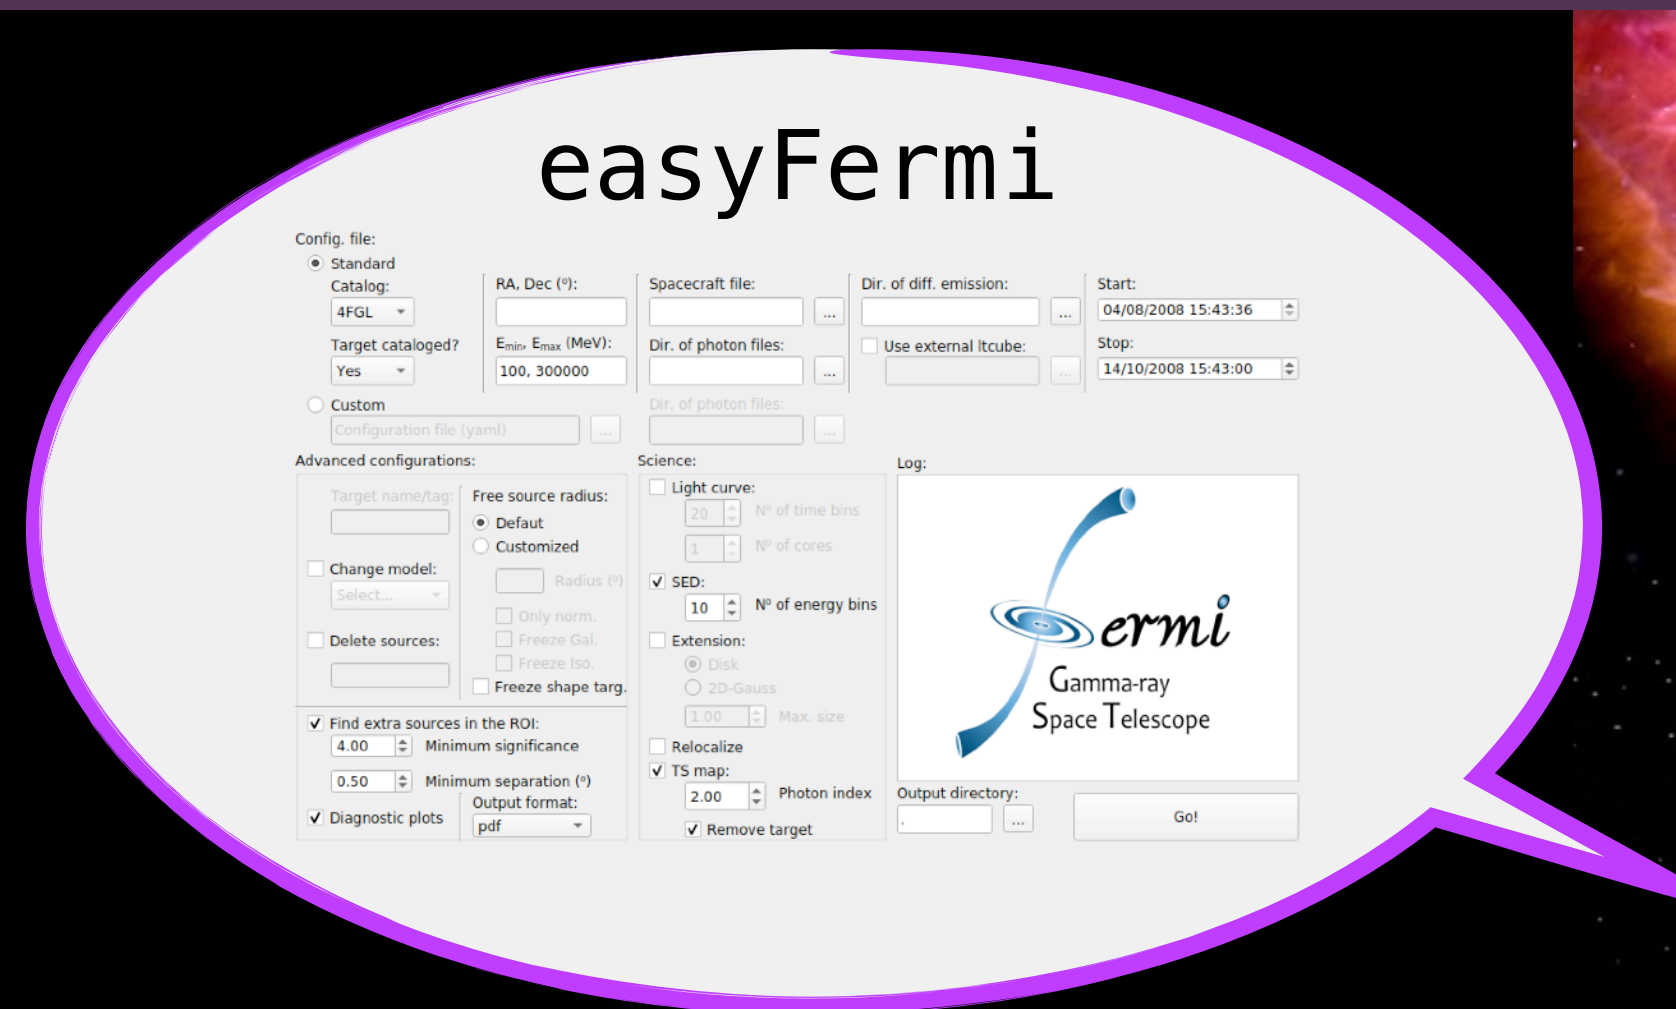 easyFermi
Config. file:
Standard
Catalog:
4FGL
Target cataloged?
Yes
RA, Dec (º):
Emin, Emax (MeV):
100, 300000
Spacecraft file:
...
Dir. of photon files:
...
Dir. of diff. emission:
...
Use external ltcube:
...
Start:
04/08/2008 15:43:36
Stop:
14/10/2008 15:43:00
Custom
Configuration file (yaml)
...
Dir. of photon files:
...
Advanced configurations:
Target name/tag:
Change model:
Select...
Delete sources:
Free source radius:
Defaut
Customized
Radius (º)
Only norm.
Freeze Gal.
Freeze Iso.
Freeze shape targ.
Find extra sources in the ROI:
4.00 Minimum significance
0.50 Minimum separation (º)
Diagnostic plots
Output format:
pdf
Science:
Light curve:
20 Nº of time bins
1 Nº of cores
SED:
10 Nº of energy bins
Extension:
Disk
2D-Gauss
1.00 Max. size
Relocalize
TS map:
2.00 Photon index
Remove target
Log:
Fermi
Gamma-ray
Space Telescope
Output directory:
.
...
Go!